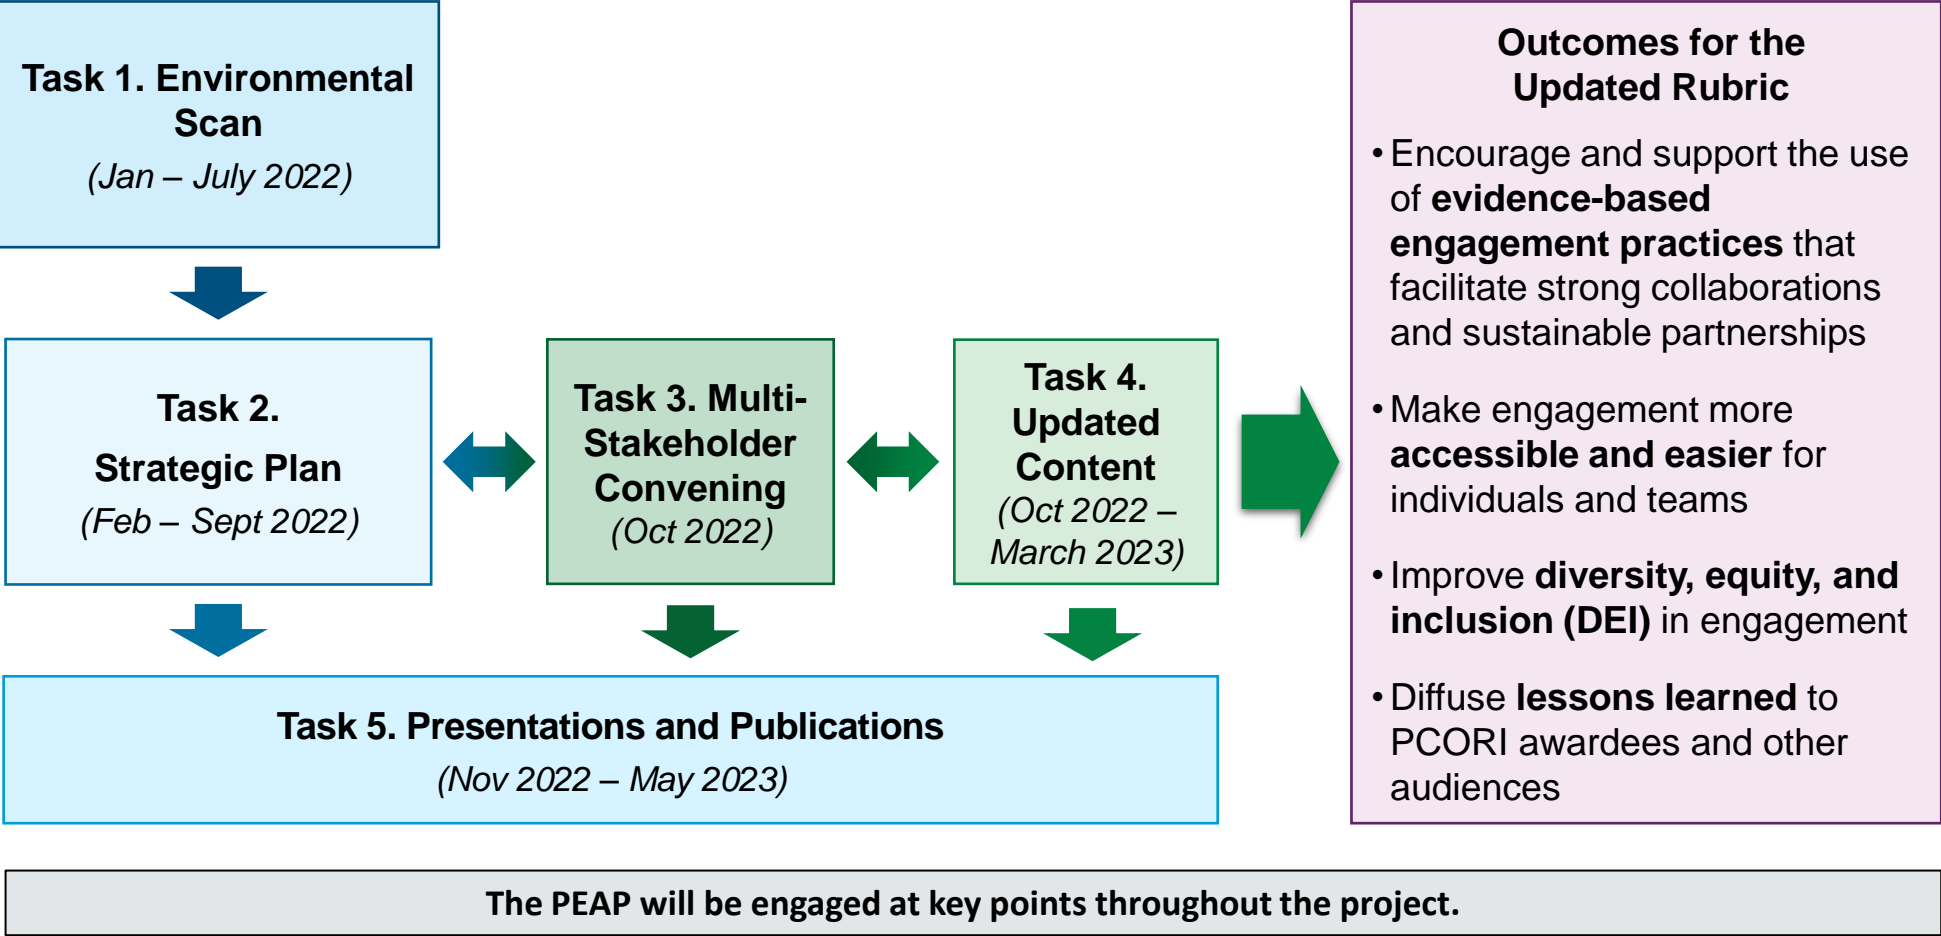 Task 1. Environmental
Scan
(Jan – July 2022)
Task 2.
Strategic Plan
(Feb – Sept 2022)
Task 3. Multi-
Stakeholder
Convening
(Oct 2022)
Task 4.
Updated
Content
(Oct 2022 –
March 2023)
Task 5. Presentations and Publications
(Nov 2022 – May 2023)
Outcomes for the
Updated Rubric
• Encourage and support the use
of evidence-based
engagement practices that
facilitate strong collaborations
and sustainable partnerships
• Make engagement more
accessible and easier for
individuals and teams
• Improve diversity, equity, and
inclusion (DEI) in engagement
• Diffuse lessons learned to
PCORI awardees and other
audiences
The PEAP will be engaged at key points throughout the project.